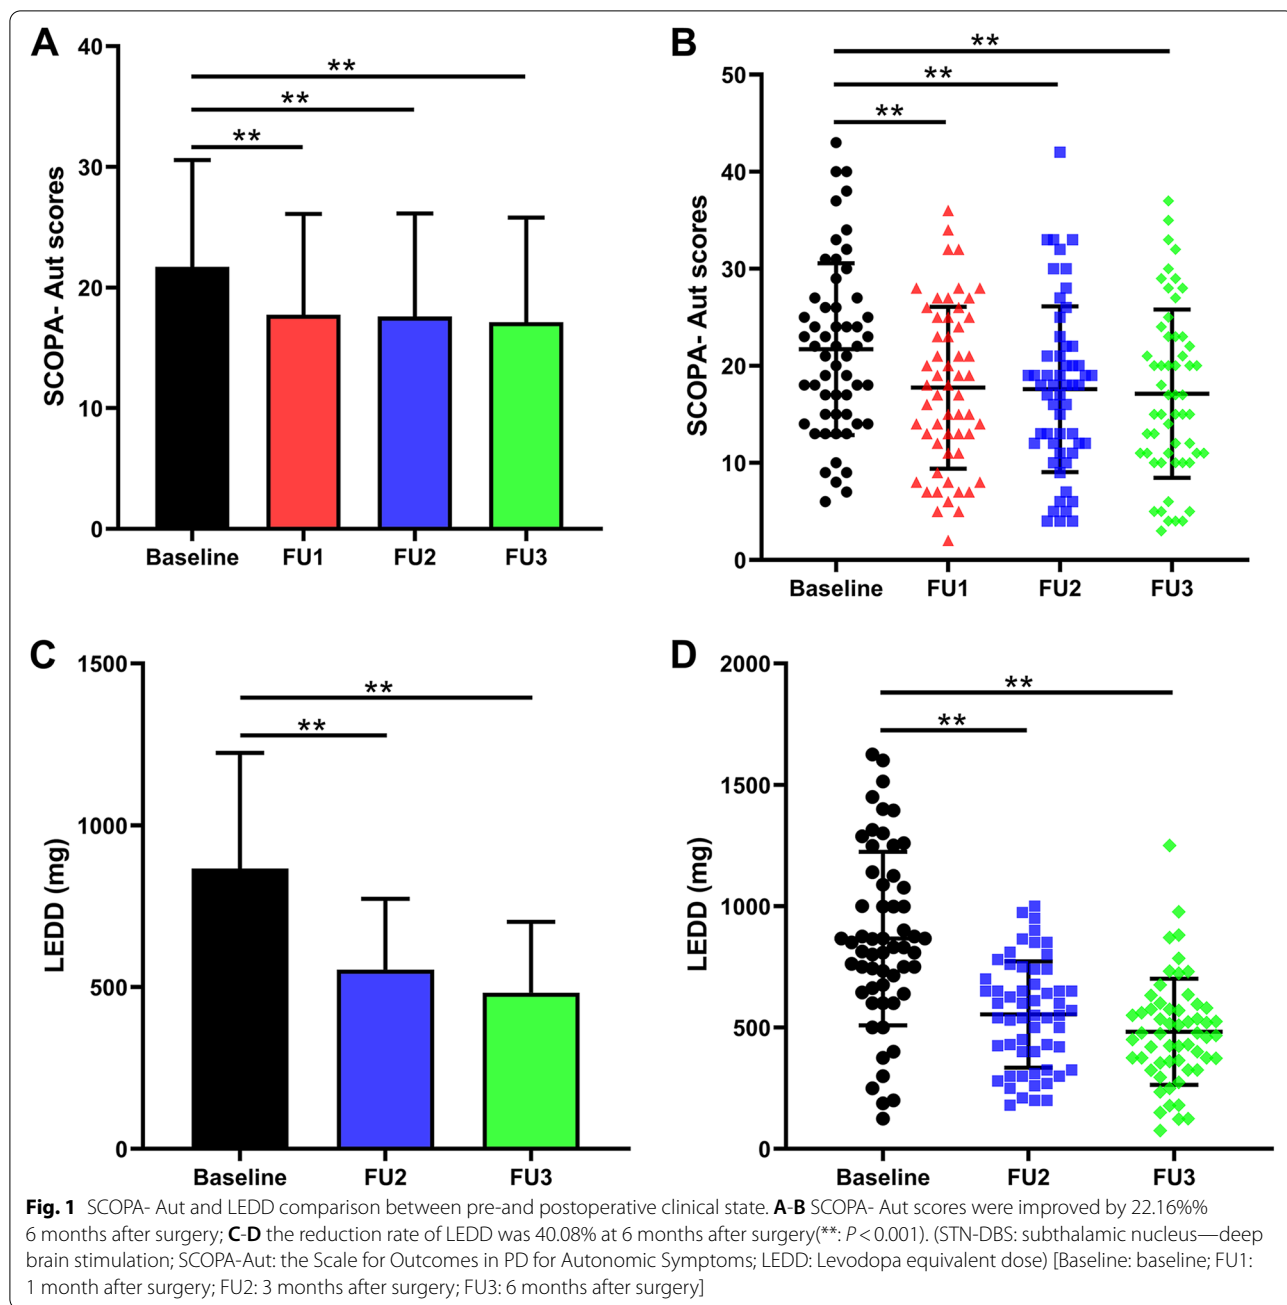 A
40
30
20
10
0
SCOPA- Aut scores
**
**
**
Baseline FU1 FU2 FU3
B
50
40
30
20
10
0
SCOPA- Aut scores
**
**
**
Baseline FU1 FU2 FU3
C
1500
1000
500
0
LEDD (mg)
**
**
Baseline FU2 FU3
D
2000
1500
1000
500
0
LEDD (mg)
**
**
Baseline FU2 FU3
Fig. 1 SCOPA- Aut and LEDD comparison between pre-and postoperative clinical state. A-B SCOPA- Aut scores were improved by 22.16%%
6 months after surgery; C-D the reduction rate of LEDD was 40.08% at 6 months after surgery(**: P < 0.001). (STN-DBS: subthalamic nucleus—deep
brain stimulation; SCOPA-Aut: the Scale for Outcomes in PD for Autonomic Symptoms; LEDD: Levodopa equivalent dose) [Baseline: baseline; FU1:
1 month after surgery; FU2: 3 months after surgery; FU3: 6 months after surgery]